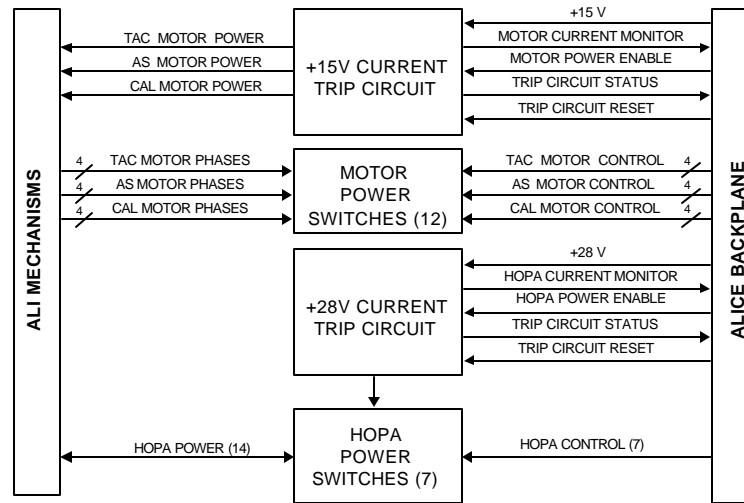 ALI MECHANISMS
TAC MOTOR POWER
AS MOTOR POWER
CAL MOTOR POWER
+15V CURRENT
TRIP CIRCUIT
+15 V
MOTOR CURRENT MONITOR
MOTOR POWER ENABLE
TRIP CIRCUIT STATUS
TRIP CIRCUIT RESET
4
TAC MOTOR PHASES
4
AS MOTOR PHASES
4
CAL MOTOR PHASES
MOTOR
POWER
SWITCHES (12)
TAC MOTOR CONTROL
4
AS MOTOR CONTROL
4
CAL MOTOR CONTROL
4
+28V CURRENT
TRIP CIRCUIT
+28 V
HOPA CURRENT MONITOR
HOPA POWER ENABLE
TRIP CIRCUIT STATUS
TRIP CIRCUIT RESET
HOPA POWER (14)
HOPA
POWER
SWITCHES (7)
HOPA CONTROL (7)
ALICE BACKPLANE